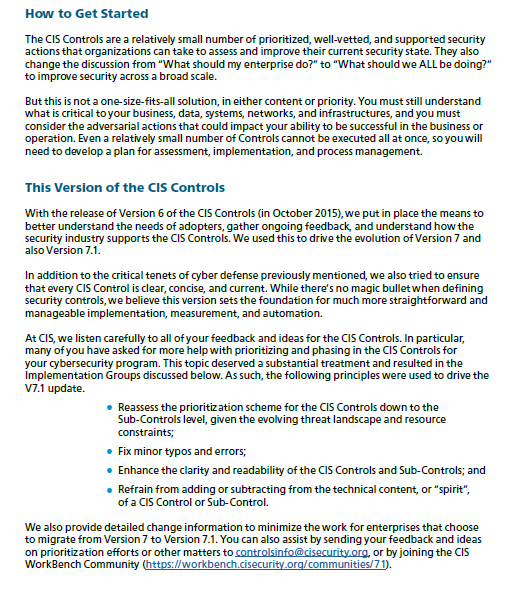 How to Get Started
The CIS Controls are a relatively small number of prioritized, well-vetted, and supported security
actions that organizations can take to assess and improve their current security state. They also
change the discussion from “What should my enterprise do?” to “What should we ALL be doing?”
to improve security across a broad scale.
But this is not a one-size-fits-all solution, in either content or priority. You must still understand
what is critical to your business, data, systems, networks, and infrastructures, and you must
consider the adversarial actions that could impact your ability to be successful in the business or
operation. Even a relatively small number of Controls cannot be executed all at once, so you will
need to develop a plan for assessment, implementation, and process management.
This Version of the CIS Controls
With the release of Version 6 of the CIS Controls (in October 2015), we put in place the means to
better understand the needs of adopters, gather ongoing feedback, and understand how the
security industry supports the CIS Controls. We used this to drive the evolution of Version 7 and
also Version 7.1.
In addition to the critical tenets of cyber defense previously mentioned, we also tried to ensure
that every CIS Control is clear, concise, and current. While there’s no magic bullet when defining
security controls, we believe this version sets the foundation for much more straightforward and
manageable implementation, measurement, and automation.
At CIS, we listen carefully to all of your feedback and ideas for the CIS Controls. In particular,
many of you have asked for more help with prioritizing and phasing in the CIS Controls for
your cybersecurity program. This topic deserved a substantial treatment and resulted in the
Implementation Groups discussed below. As such, the following principles were used to drive the
V7.1 update.
• Reassess the prioritization scheme for the CIS Controls down to the
Sub-Controls level, given the evolving threat landscape and resource
constraints;
• Fix minor typos and errors;
• Enhance the clarity and readability of the CIS Controls and Sub-Controls; and
• Refrain from adding or subtracting from the technical content, or “spirit”,
of a CIS Control or Sub-Control.
We also provide detailed change information to minimize the work for enterprises that choose
to migrate from Version 7 to Version 7.1. You can also assist by sending your feedback and ideas
on prioritization efforts or other matters to controlsinfo@cisecurity.org, or by joining the CIS
WorkBench Community (https://workbench.cisecurity.org/communities/71).